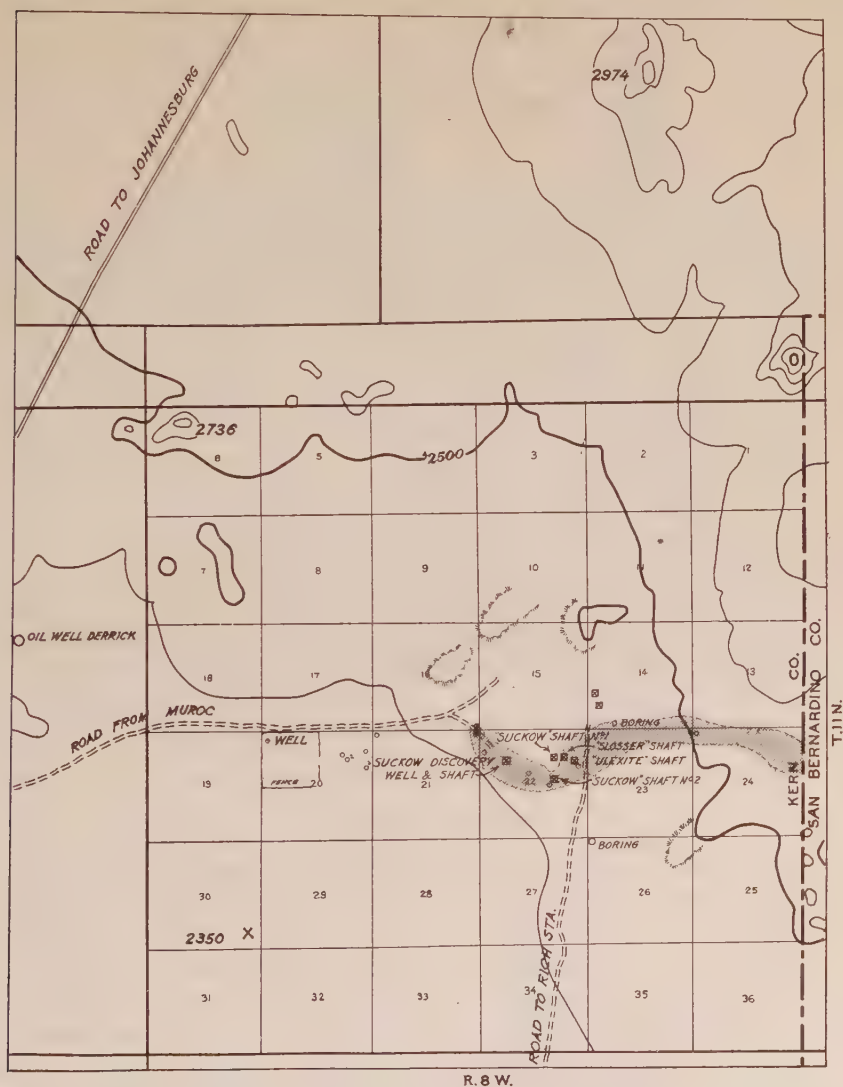 2974
ROAD TO JOHANNESBURG
2736
2500
6
5
3
2
1
7
8
9
10
11
12
OIL WELL DERRICK
18
17
15
14
13
ROAD FROM MUROC
WELL
BORING
SUCKOW SHAFT Nº1
"SLOSSER" SHAFT
SUCKOW DISCOVERY
WELL & SHAFT
"ULEXITE" SHAFT
SUCKOW SHAFT Nº2
19
FENCE
20
21
22
23
24
KERN CO.
SAN BERNARDINO CO.
T.11N.
BORING
30
29
28
27
26
25
2350 X
31
32
33
34
35
36
ROAD TO RICH STA.
R. 8 W.